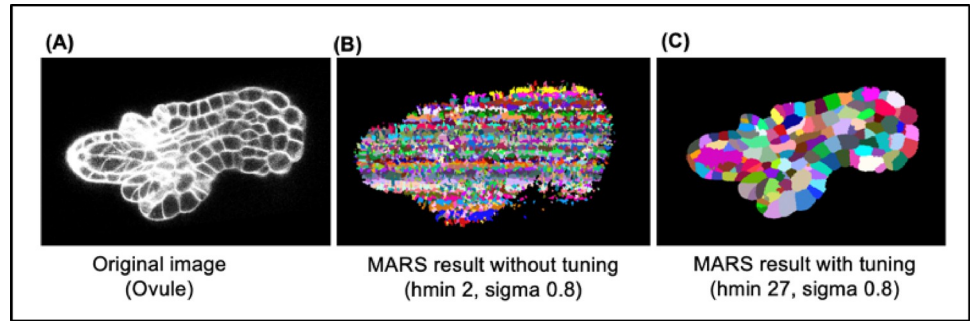 (A)
(B)
(C)
Original image
(Ovule)
MARS result without tuning
(hmin 2, sigma 0.8)
MARS result with tuning
(hmin 27, sigma 0.8)